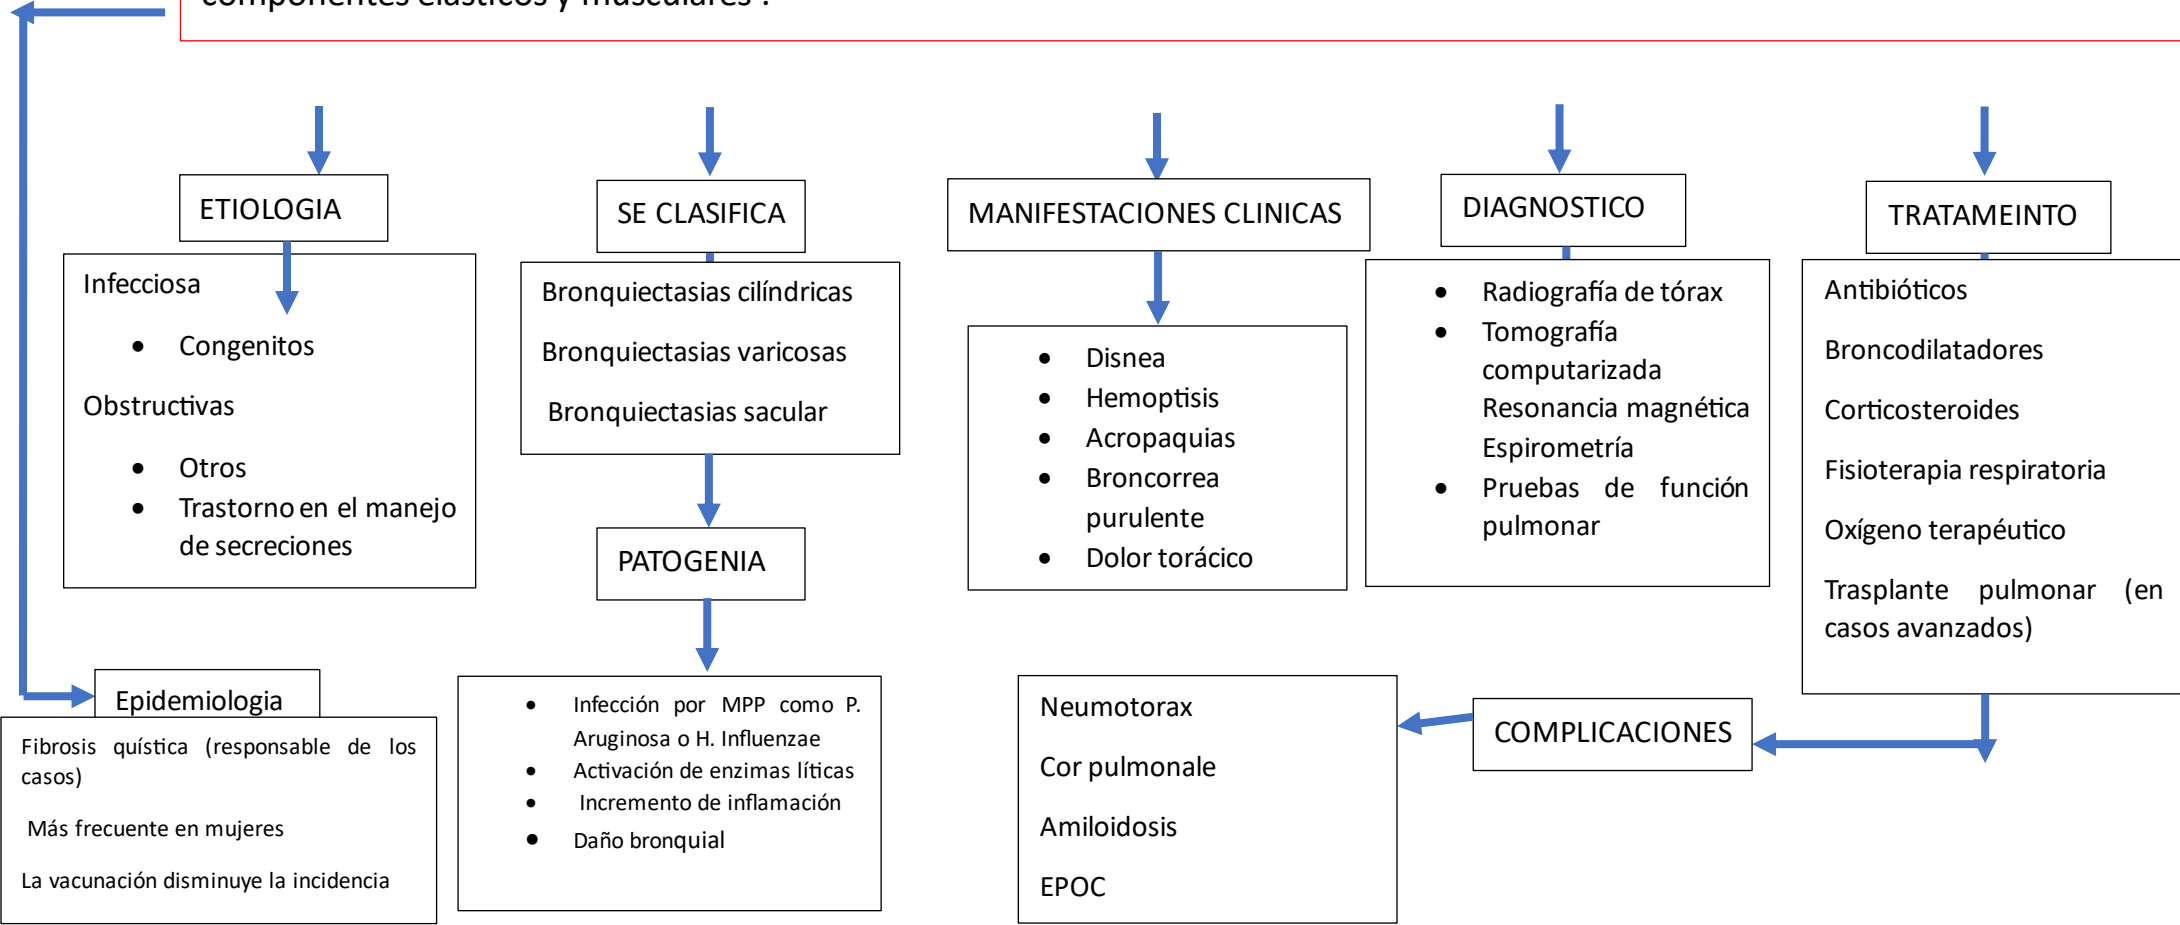 componentes elásticos y musculares .
ETIOLOGIA
Infecciosa
• Congenitos
Obstructivas
• Otros
• Trastorno en el manejo
de secreciones
SE CLASIFICA
Bronquiectasias cilíndricas
Bronquiectasias varicosas
Bronquiectasias sacular
PATOGENIA
• Infección por MPP como P.
Aruginosa o H. Influenzae
• Activación de enzimas líticas
• Incremento de inflamación
• Daño bronquial
MANIFESTACIONES CLINICAS
• Disnea
• Hemoptisis
• Acropaquias
• Broncorrea
purulente
• Dolor torácico
DIAGNOSTICO
• Radiografía de tórax
• Tomografía
computarizada
Resonancia magnética
Espirometría
• Pruebas de función
pulmonar
TRATAMEINTO
Antibióticos
Broncodilatadores
Corticosteroides
Fisioterapia respiratoria
Oxígeno terapéutico
Trasplante pulmonar (en
casos avanzados)
COMPLICACIONES
Neumotorax
Cor pulmonale
Amiloidosis
EPOC
Epidemiologia
Fibrosis quística (responsable de los
casos)
Más frecuente en mujeres
La vacunación disminuye la incidencia